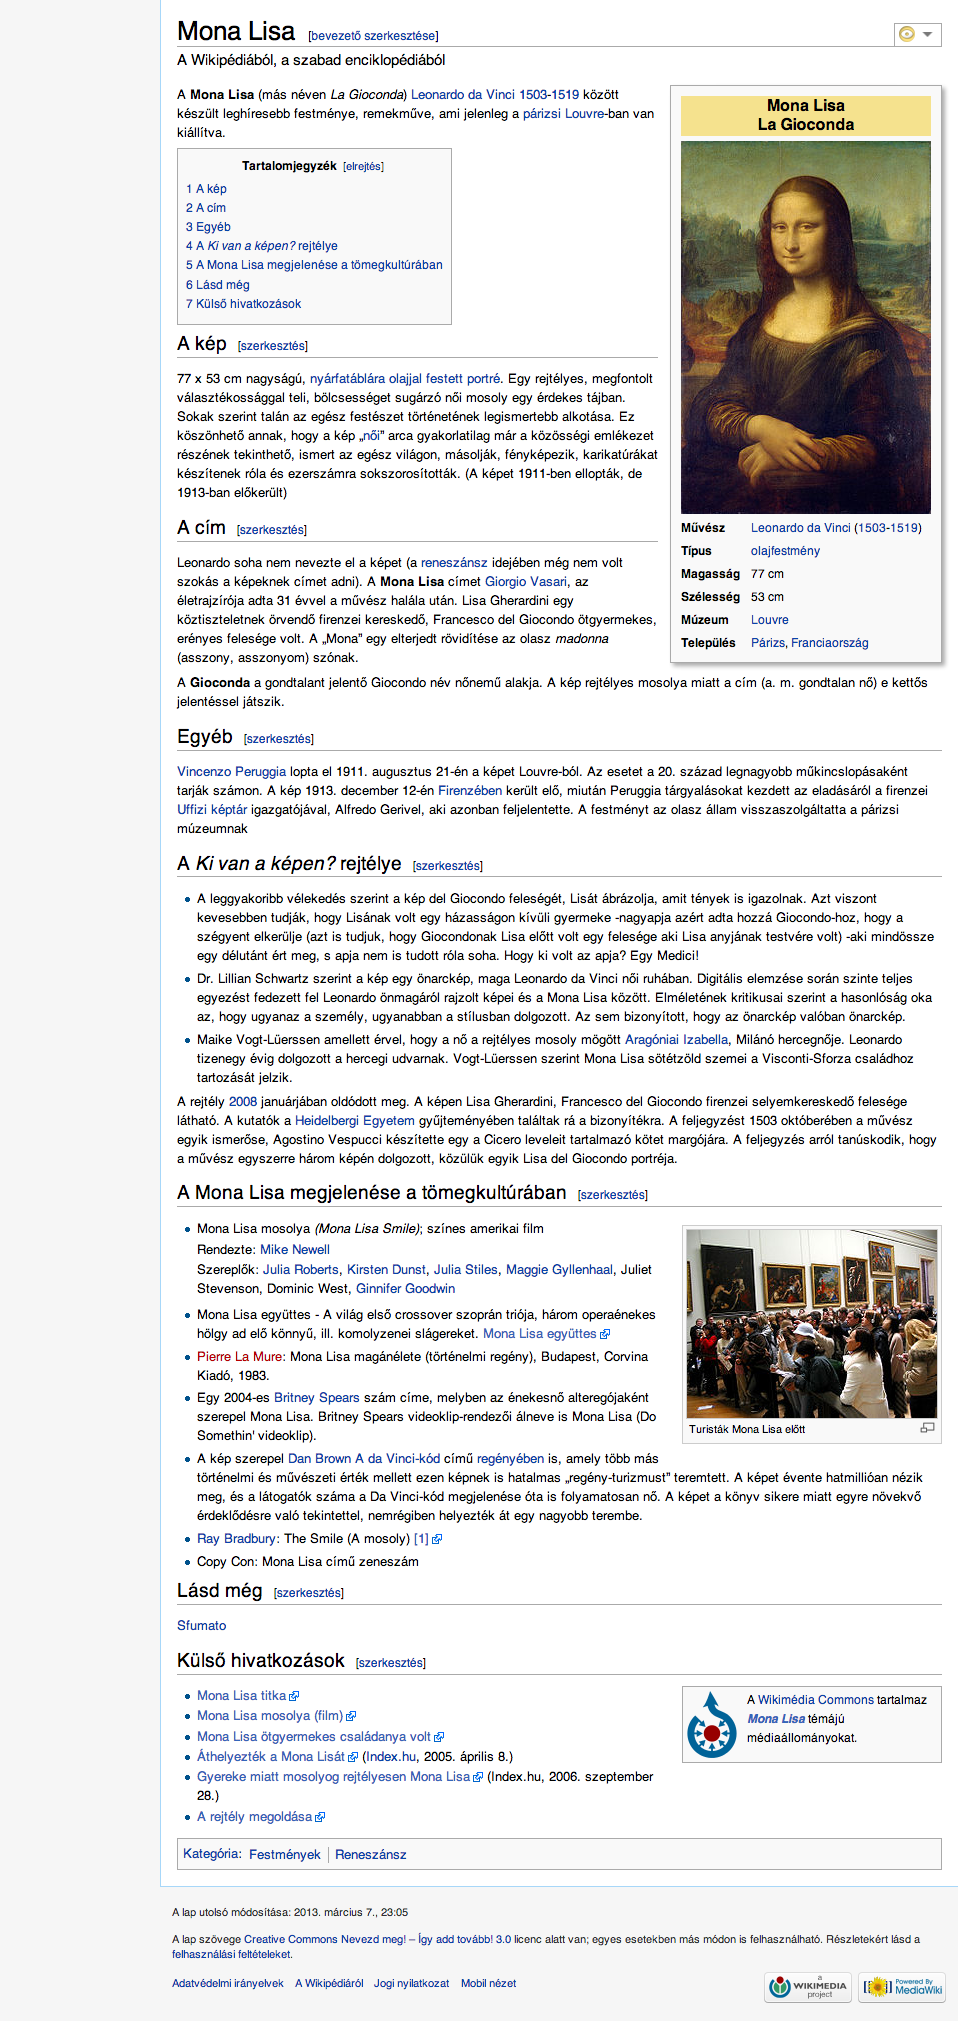 Mona Lisa [bevezető szerkesztése]
A Wikipédiából, a szabad enciklopédiából
A Mona Lisa (más néven La Gioconda) Leonardo da Vinci 1503-1519 között
készült leghíresebb festménye, remekműve, ami jelenleg a párizsi Louvre-ban van
kiállítva.
Tartalomjegyzék [elrejtés]
1 A kép
2 A cím
3 Egyéb
4 A Ki van a képen? rejtélye
5 A Mona Lisa megjelenése a tömegkultúrában
6 Lásd még
7 Külső hivatkozások
Mona Lisa
La Gioconda
Művész Leonardo da Vinci (1503-1519)
Típus olajfestmény
Magasság 77 cm
Szélesség 53 cm
Múzeum Louvre
Település Párizs, Franciaország
A kép [szerkesztés]
77 x 53 cm nagyságú, nyárfatáblára olajjal festett portré. Egy rejtélyes, megfontolt
választékossággal teli, bölcsességet sugárzó női mosoly egy érdekes tájban.
Sokak szerint talán az egész festészet történetének legismertebb alkotása. Ez
köszönhető annak, hogy a kép „női” arca gyakorlatilag már a közösségi emlékezet
részének tekinthető, ismert az egész világon, másolják, fényképezik, karikatúrákat
készítenek róla és ezerszámra sokszorosították. (A képet 1911-ben ellopták, de
1913-ban előkerült)
A cím [szerkesztés]
Leonardo soha nem nevezte el a képet (a reneszánsz idejében még nem volt
szokás a képeknek címet adni). A Mona Lisa címet Giorgio Vasari, az
életrajzírója adta 31 évvel a művész halála után. Lisa Gherardini egy
köztiszteletnek örvendő firenzei kereskedő, Francesco del Giocondo ötgyermekes,
erényes felesége volt. A „Mona” egy elterjedt rövidítése az olasz madonna
(asszony, asszonyom) szónak.
A Gioconda a gondtalant jelentő Giocondo név nőnemű alakja. A kép rejtélyes mosolya miatt a cím (a. m. gondtalan nő) e kettős
jelentéssel játszik.
Egyéb [szerkesztés]
Vincenzo Peruggia lopta el 1911. augusztus 21-én a képet Louvre-ból. Az esetet a 20. század legnagyobb műkincslopásaként
tarják számon. A kép 1913. december 12-én Firenzében került elő, miután Peruggia tárgyalásokat kezdett az eladásáról a firenzei
Uffizi képtár igazgatójával, Alfredo Gerivel, aki azonban feljelentette. A festményt az olasz állam visszaszolgáltatta a párizsi
múzeumnak
A Ki van a képen? rejtélye [szerkesztés]
A leggyakoribb vélekedés szerint a kép del Giocondo feleségét, Lisát ábrázolja, amit tények is igazolnak. Azt viszont
kevesebben tudják, hogy Lisának volt egy házasságon kívüli gyermeke -nagyapja azért adta hozzá Giocondo-hoz, hogy a
szégyent elkerülje (azt is tudjuk, hogy Giocondonak Lisa előtt volt egy felesége aki Lisa anyjának testvére volt) -aki mindössze
egy délutánt ért meg, s apja nem is tudott róla soha. Hogy ki volt az apja? Egy Medici!
Dr. Lillian Schwartz szerint a kép egy önarckép, maga Leonardo da Vinci női ruhában. Digitális elemzése során szinte teljes
egyezést fedezett fel Leonardo önmagáról rajzolt képei és a Mona Lisa között. Elméletének kritikusai szerint a hasonlóság oka
az, hogy ugyanaz a személy, ugyanabban a stílusban dolgozott. Az sem bizonyított, hogy az önarckép valóban önarckép.
Maike Vogt-Lüerssen amellett érvel, hogy a nő a rejtélyes mosoly mögött Aragóniai Izabella, Milánó hercegnője. Leonardo
tizenegy évig dolgozott a hercegi udvarnak. Vogt-Lüerssen szerint Mona Lisa sötétzöld szemei a Visconti-Sforza családhoz
tartozását jelzik.
A rejtély 2008 januárjában oldódott meg. A képen Lisa Gherardini, Francesco del Giocondo firenzei selyemkereskedő felesége
látható. A kutatók a Heidelbergi Egyetem gyűjteményében találtak rá a bizonyítékra. A feljegyzést 1503 októberében a művész
egyik ismerőse, Agostino Vespucci készítette egy a Cicero leveleit tartalmazó kötet margójára. A feljegyzés arról tanúskodik, hogy
a művész egyszerre három képén dolgozott, közülük egyik Lisa del Giocondo portréja.
A Mona Lisa megjelenése a tömegkultúrában [szerkesztés]
Mona Lisa mosolya (Mona Lisa Smile); színes amerikai film
Rendezte: Mike Newell
Szereplők: Julia Roberts, Kirsten Dunst, Julia Stiles, Maggie Gyllenhaal, Juliet
Stevenson, Dominic West, Ginnifer Goodwin
Mona Lisa együttes - A világ első crossover szoprán triója, három operaénekes
hölgy ad elő könnyű, ill. komolyzenei slágereket. Mona Lisa együttes
Pierre La Mure: Mona Lisa magánélete (történelmi regény), Budapest, Corvina
Kiadó, 1983.
Egy 2004-es Britney Spears szám címe, melyben az énekesnő alteregójaként
szerepel Mona Lisa. Britney Spears videoklip-rendezői álneve is Mona Lisa (Do
Somethin' videoklip).
Turisták Mona Lisa előtt
A kép szerepel Dan Brown A da Vinci-kód című regényében is, amely több más
történelmi és művészeti érték mellett ezen képnek is hatalmas „regény-turizmust” teremtett. A képet évente hatmillióan nézik
meg, és a látogatók száma a Da Vinci-kód megjelenése óta is folyamatosan nő. A képet a könyv sikere miatt egyre növekvő
érdeklődésre való tekintettel, nemrégiben helyezték át egy nagyobb terembe.
Ray Bradbury: The Smile (A mosoly) [1]
Copy Con: Mona Lisa című zeneszám
Lásd még [szerkesztés]
Sfumato
Külső hivatkozások [szerkesztés]
Mona Lisa titka
Mona Lisa mosolya (film)
Mona Lisa ötgyermekes családanya volt
Áthelyezték a Mona Lisát (Index.hu, 2005. április 8.)
Gyereke miatt mosolyog rejtélyesen Mona Lisa (Index.hu, 2006. szeptember
28.)
A rejtély megoldása
A Wikimédia Commons tartalmaz
Mona Lisa témájú
médiaállományokat.
Kategória: Festmények | Reneszánsz
A lap utolsó módosítása: 2013. március 7., 23:05
A lap szövege Creative Commons Nevezd meg! – Így add tovább! 3.0 licenc alatt van; egyes esetekben más módon is felhasználható. Részletekért lásd a
felhasználási feltételeket.
Adatvédelmi irányelvek A Wikipédiáról Jogi nyilatkozat Mobil nézet
a
WIKIMEDIA
project
Powered By
MediaWiki